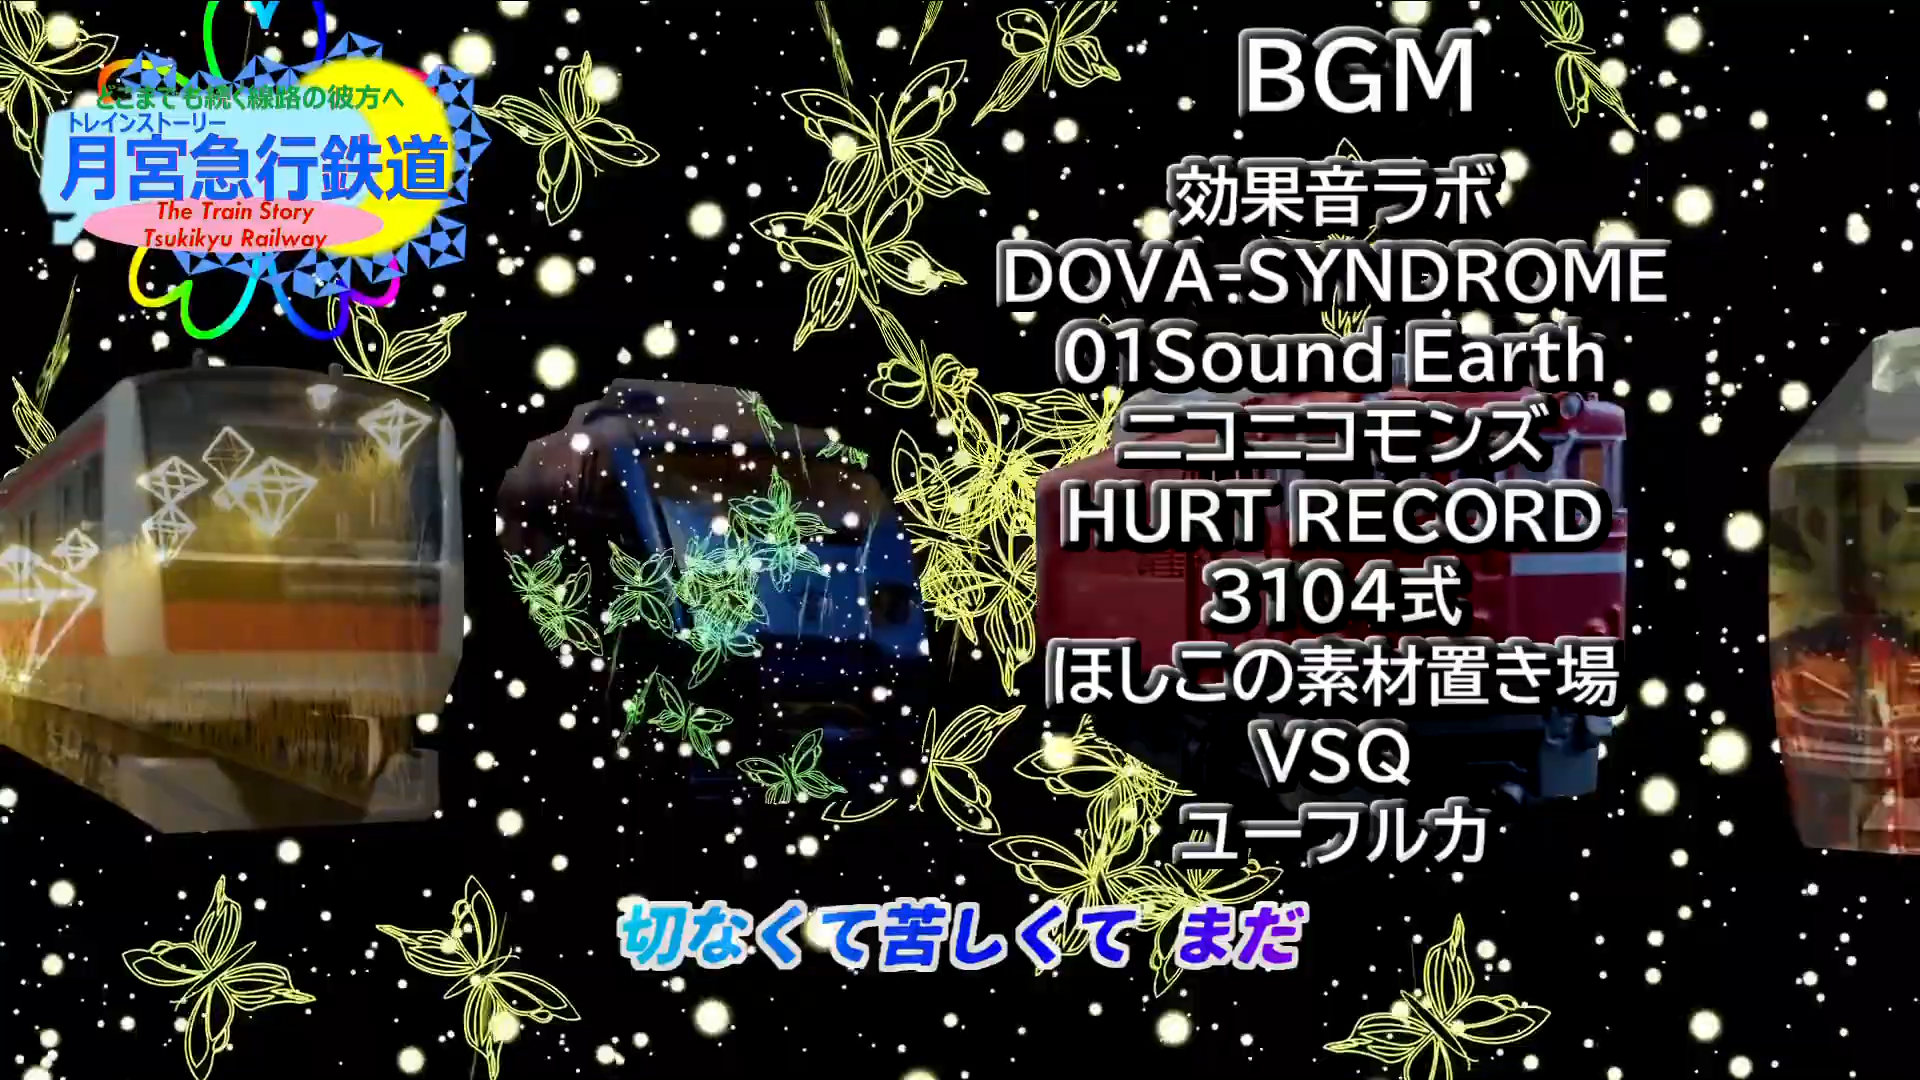 どこまでも続く線路の彼方へ
トレインストーリー
月宮急行鉄道
The Train Story
Tsukikyu Railway
BGM
効果音ラボ
DOVA-SYNDROME
01Sound Earth
ニコニコモンズ
HURT RECORD
3104式
ほしこの素材置き場
VSQ
ユーフルカ
切なくて苦しくて まだ